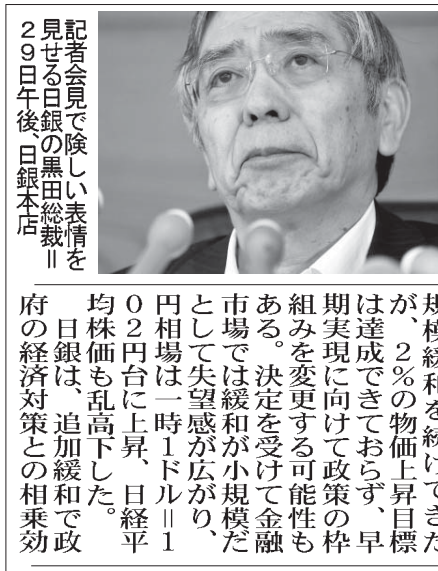 記者会見で険しい表情を
見せる日銀の黒田総裁＝
２９日午後、日銀本店
規模緩和を続けてきた
が、２％の物価上昇目標
は達成できておらず、早
期実現に向けて政策の枠
組みを変更する可能性も
ある。決定を受けて金融
市場では緩和が小規模だ
として失望感が広がり、
円相場は一時１ドル＝１
０２円台に上昇、日経平
均株価も乱高下した。
　日銀は、追加緩和で政
府の経済対策との相乗効